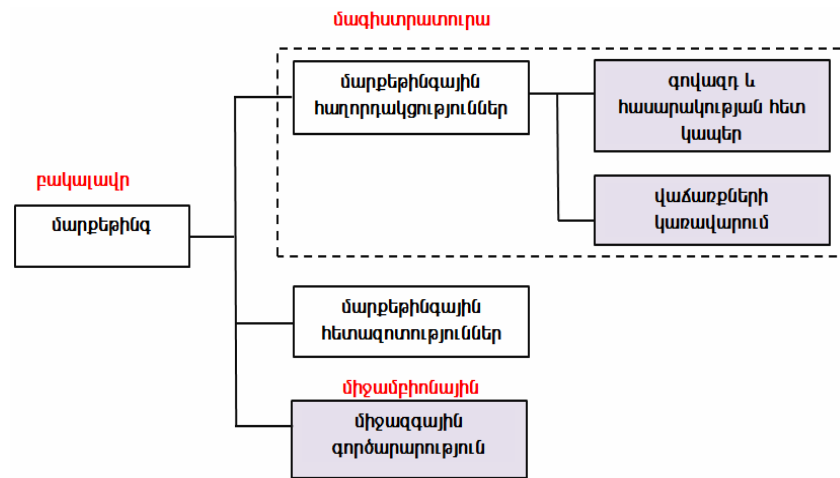 մագիստրատուրա
մարքեթինգային
հաղորդակցություններ
գովազդ և
հասարակության հետ
կապեր
բակալավր
մարքեթինգ
վաճառքների
կառավարում
մարքեթինգային
հետազոտություններ
միջամբիոնային
միջազգային
գործարարություն